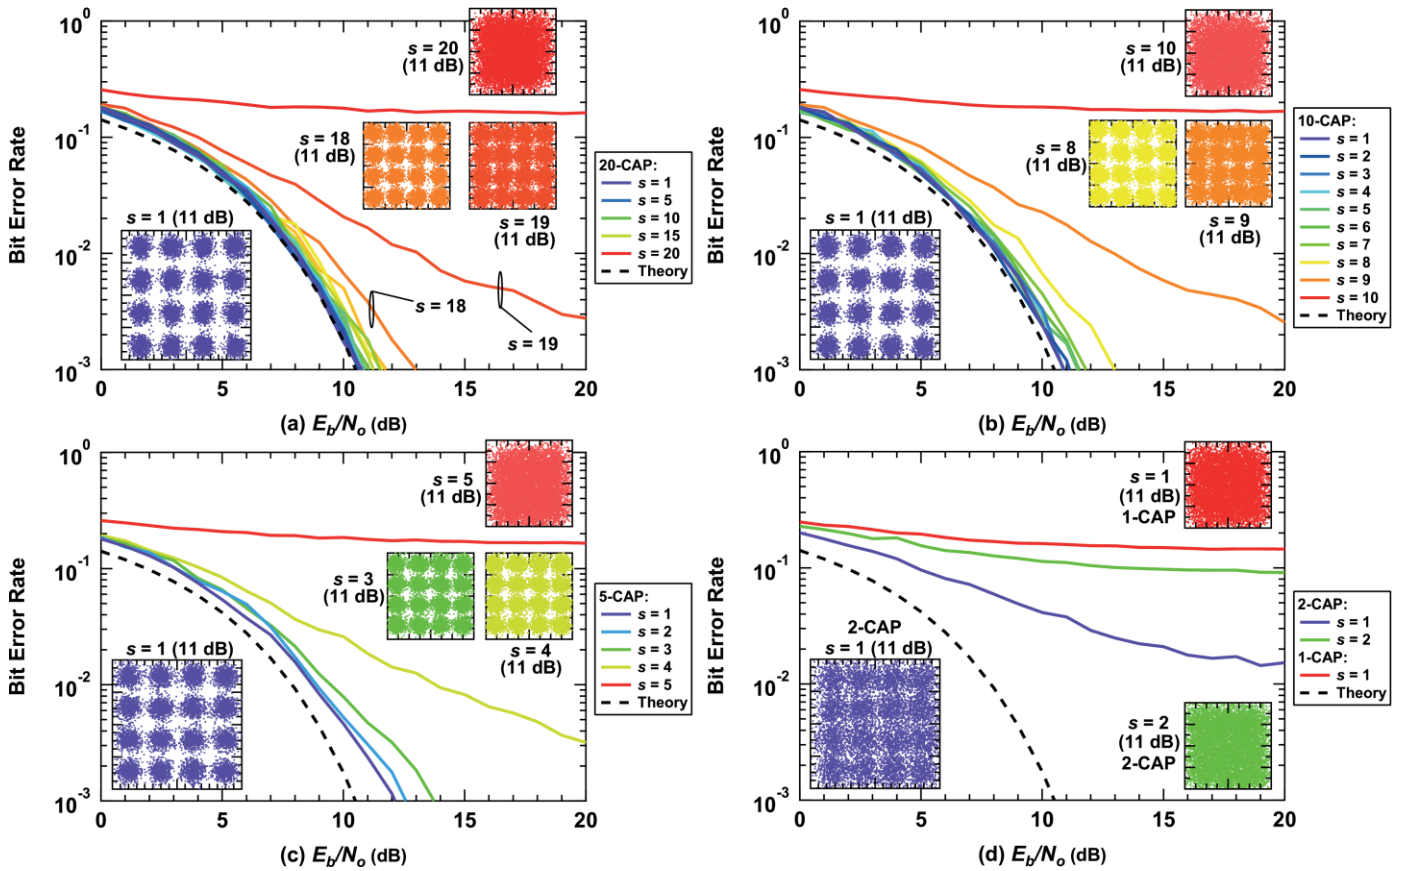 10^0
10^-1
10^-2
10^-3
Bit Error Rate
s = 20
(11 dB)
s = 18
(11 dB)
s = 19
(11 dB)
s = 1 (11 dB)
s = 18
s = 19
0 5 10 15 20
(a) E_b/N_o (dB)
20-CAP:
s = 1
s = 5
s = 10
s = 15
s = 20
Theory
10^0
10^-1
10^-2
10^-3
Bit Error Rate
s = 10
(11 dB)
s = 8
(11 dB)
s = 9
(11 dB)
s = 1 (11 dB)
0 5 10 15 20
(b) E_b/N_o (dB)
10-CAP:
s = 1
s = 2
s = 3
s = 4
s = 5
s = 6
s = 7
s = 8
s = 9
s = 10
Theory
10^0
10^-1
10^-2
10^-3
Bit Error Rate
s = 5
(11 dB)
s = 3
(11 dB)
s = 4
(11 dB)
s = 1 (11 dB)
0 5 10 15 20
(c) E_b/N_o (dB)
5-CAP:
s = 1
s = 2
s = 3
s = 4
s = 5
Theory
10^0
10^-1
10^-2
10^-3
Bit Error Rate
s = 1
(11 dB)
1-CAP
2-CAP
s = 1 (11 dB)
s = 2
(11 dB)
2-CAP
0 5 10 15 20
(d) E_b/N_o (dB)
2-CAP:
s = 1
s = 2
1-CAP:
s = 1
Theory